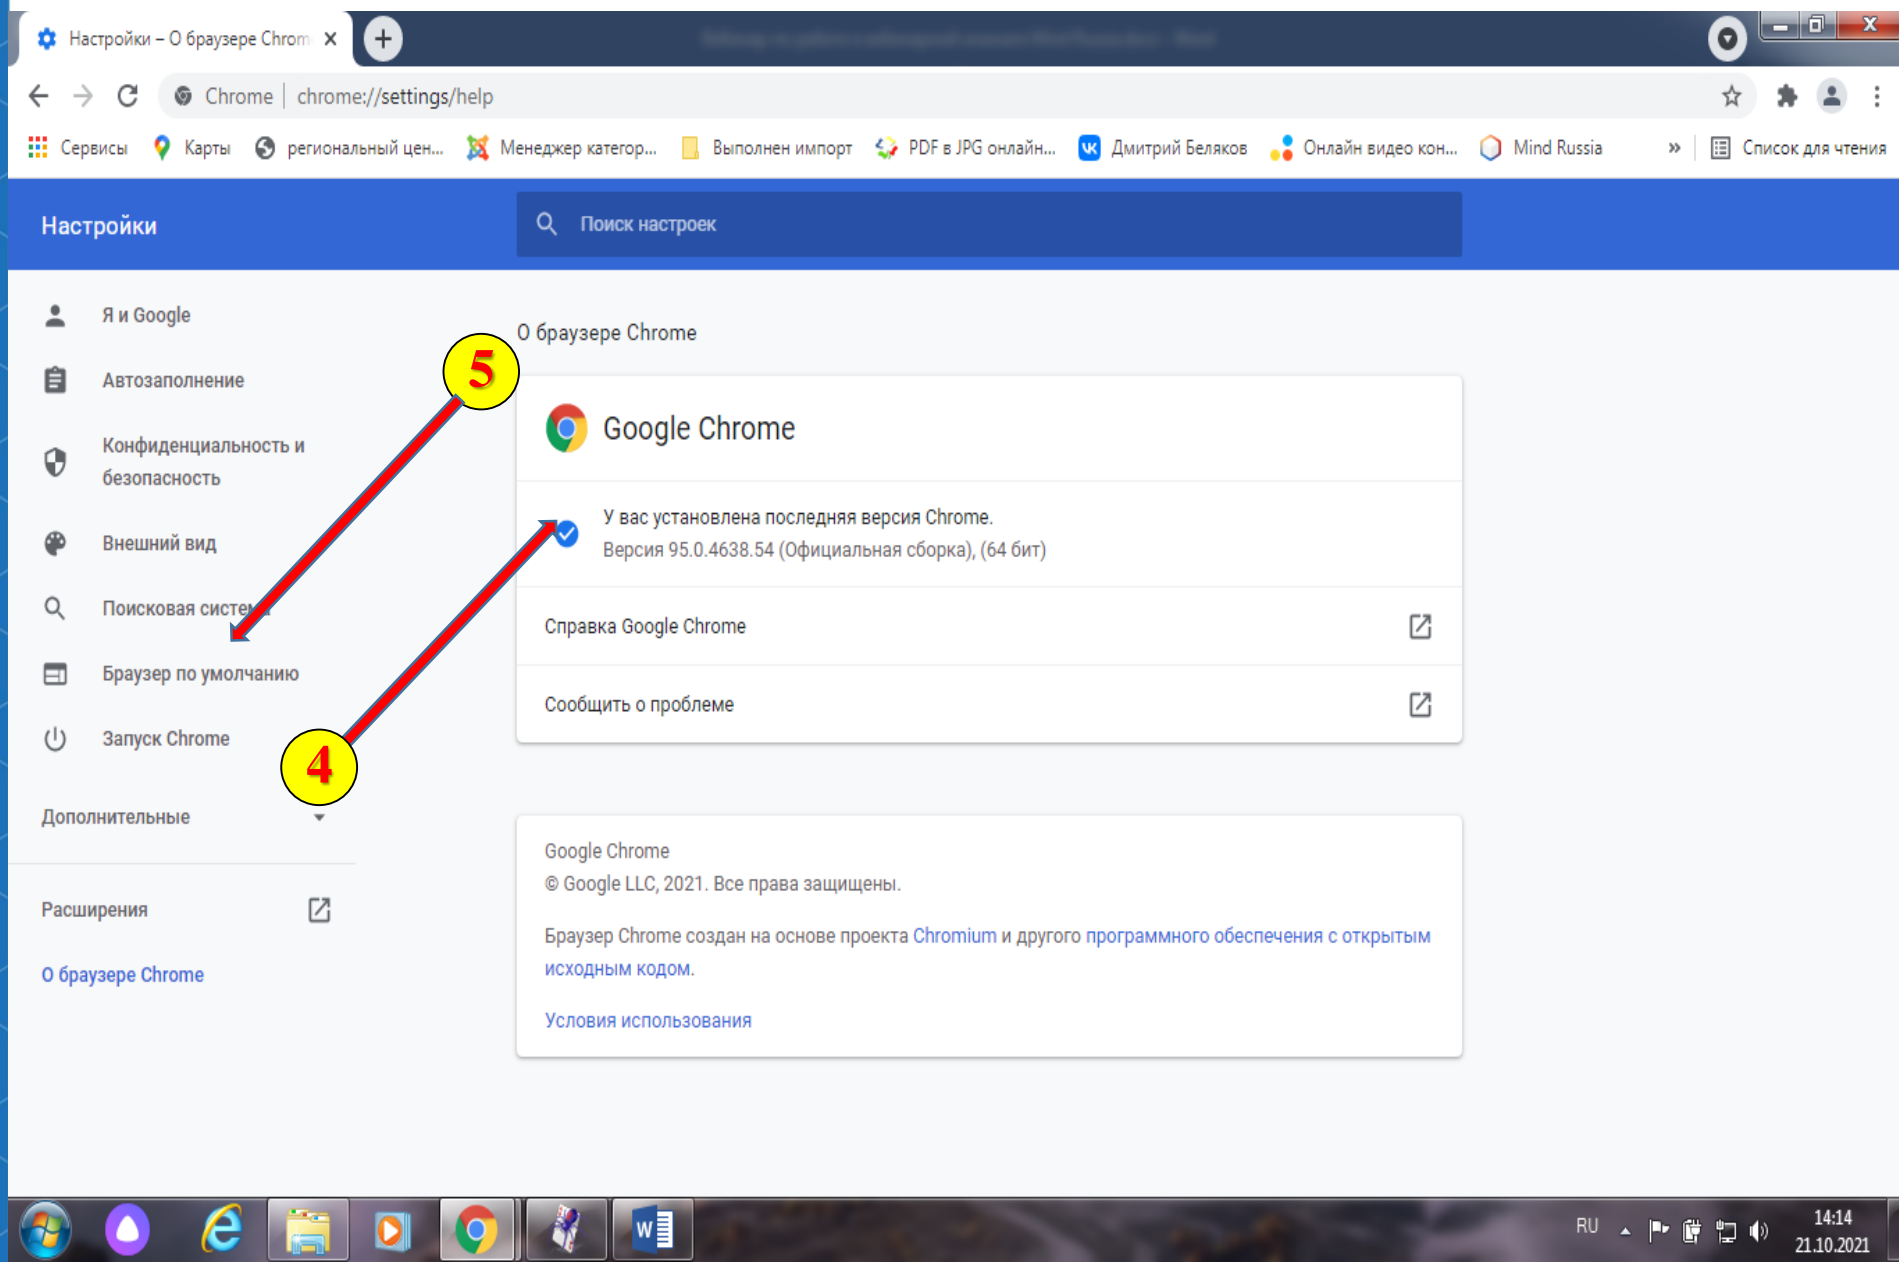 Настройки – О браузере Chrom
Chrome | chrome://settings/help
Сервисы Карты региональный цен... Менеджер категор... Выполнен импорт PDF в JPG онлайн... Дмитрий Беляков Онлайн видео кон... Mind Russia » Список для чтения
Настройки
Поиск настроек
Я и Google
Автозаполнение
Конфиденциальность и
безопасность
Внешний вид
Поисковая
Браузер по умолчанию
Запуск Chrome
Дополнительные
Расширения
О браузере Chrome
5
4
О браузере Chrome
Google Chrome
У вас установлена последняя версия Chrome.
Версия 95.0.4638.54 (Официальная сборка), (64 бит)
Справка Google Chrome
Сообщить о проблеме
Google Chrome
© Google LLC, 2021. Все права защищены.
Браузер Chrome создан на основе проекта Chromium и другого программного обеспечения с открытым
исходным кодом.
Условия использования
RU
14:14
21.10.2021